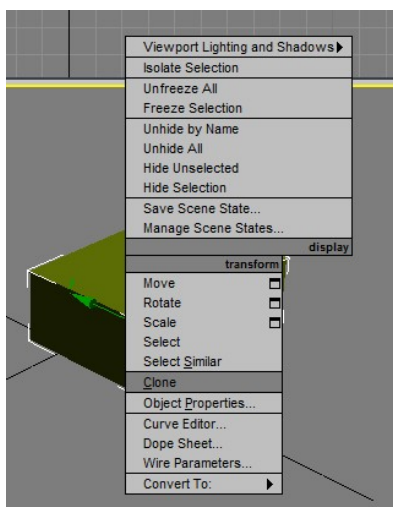 Viewport Lighting and Shadows
Isolate Selection
Unfreeze All
Freeze Selection
Unhide by Name
Unhide All
Hide Unselected
Hide Selection
Save Scene State...
Manage Scene States...
display
transform
Move
Rotate
Scale
Select
Select Similar
Clone
Object Properties...
Curve Editor...
Dope Sheet...
Wire Parameters...
Convert To: